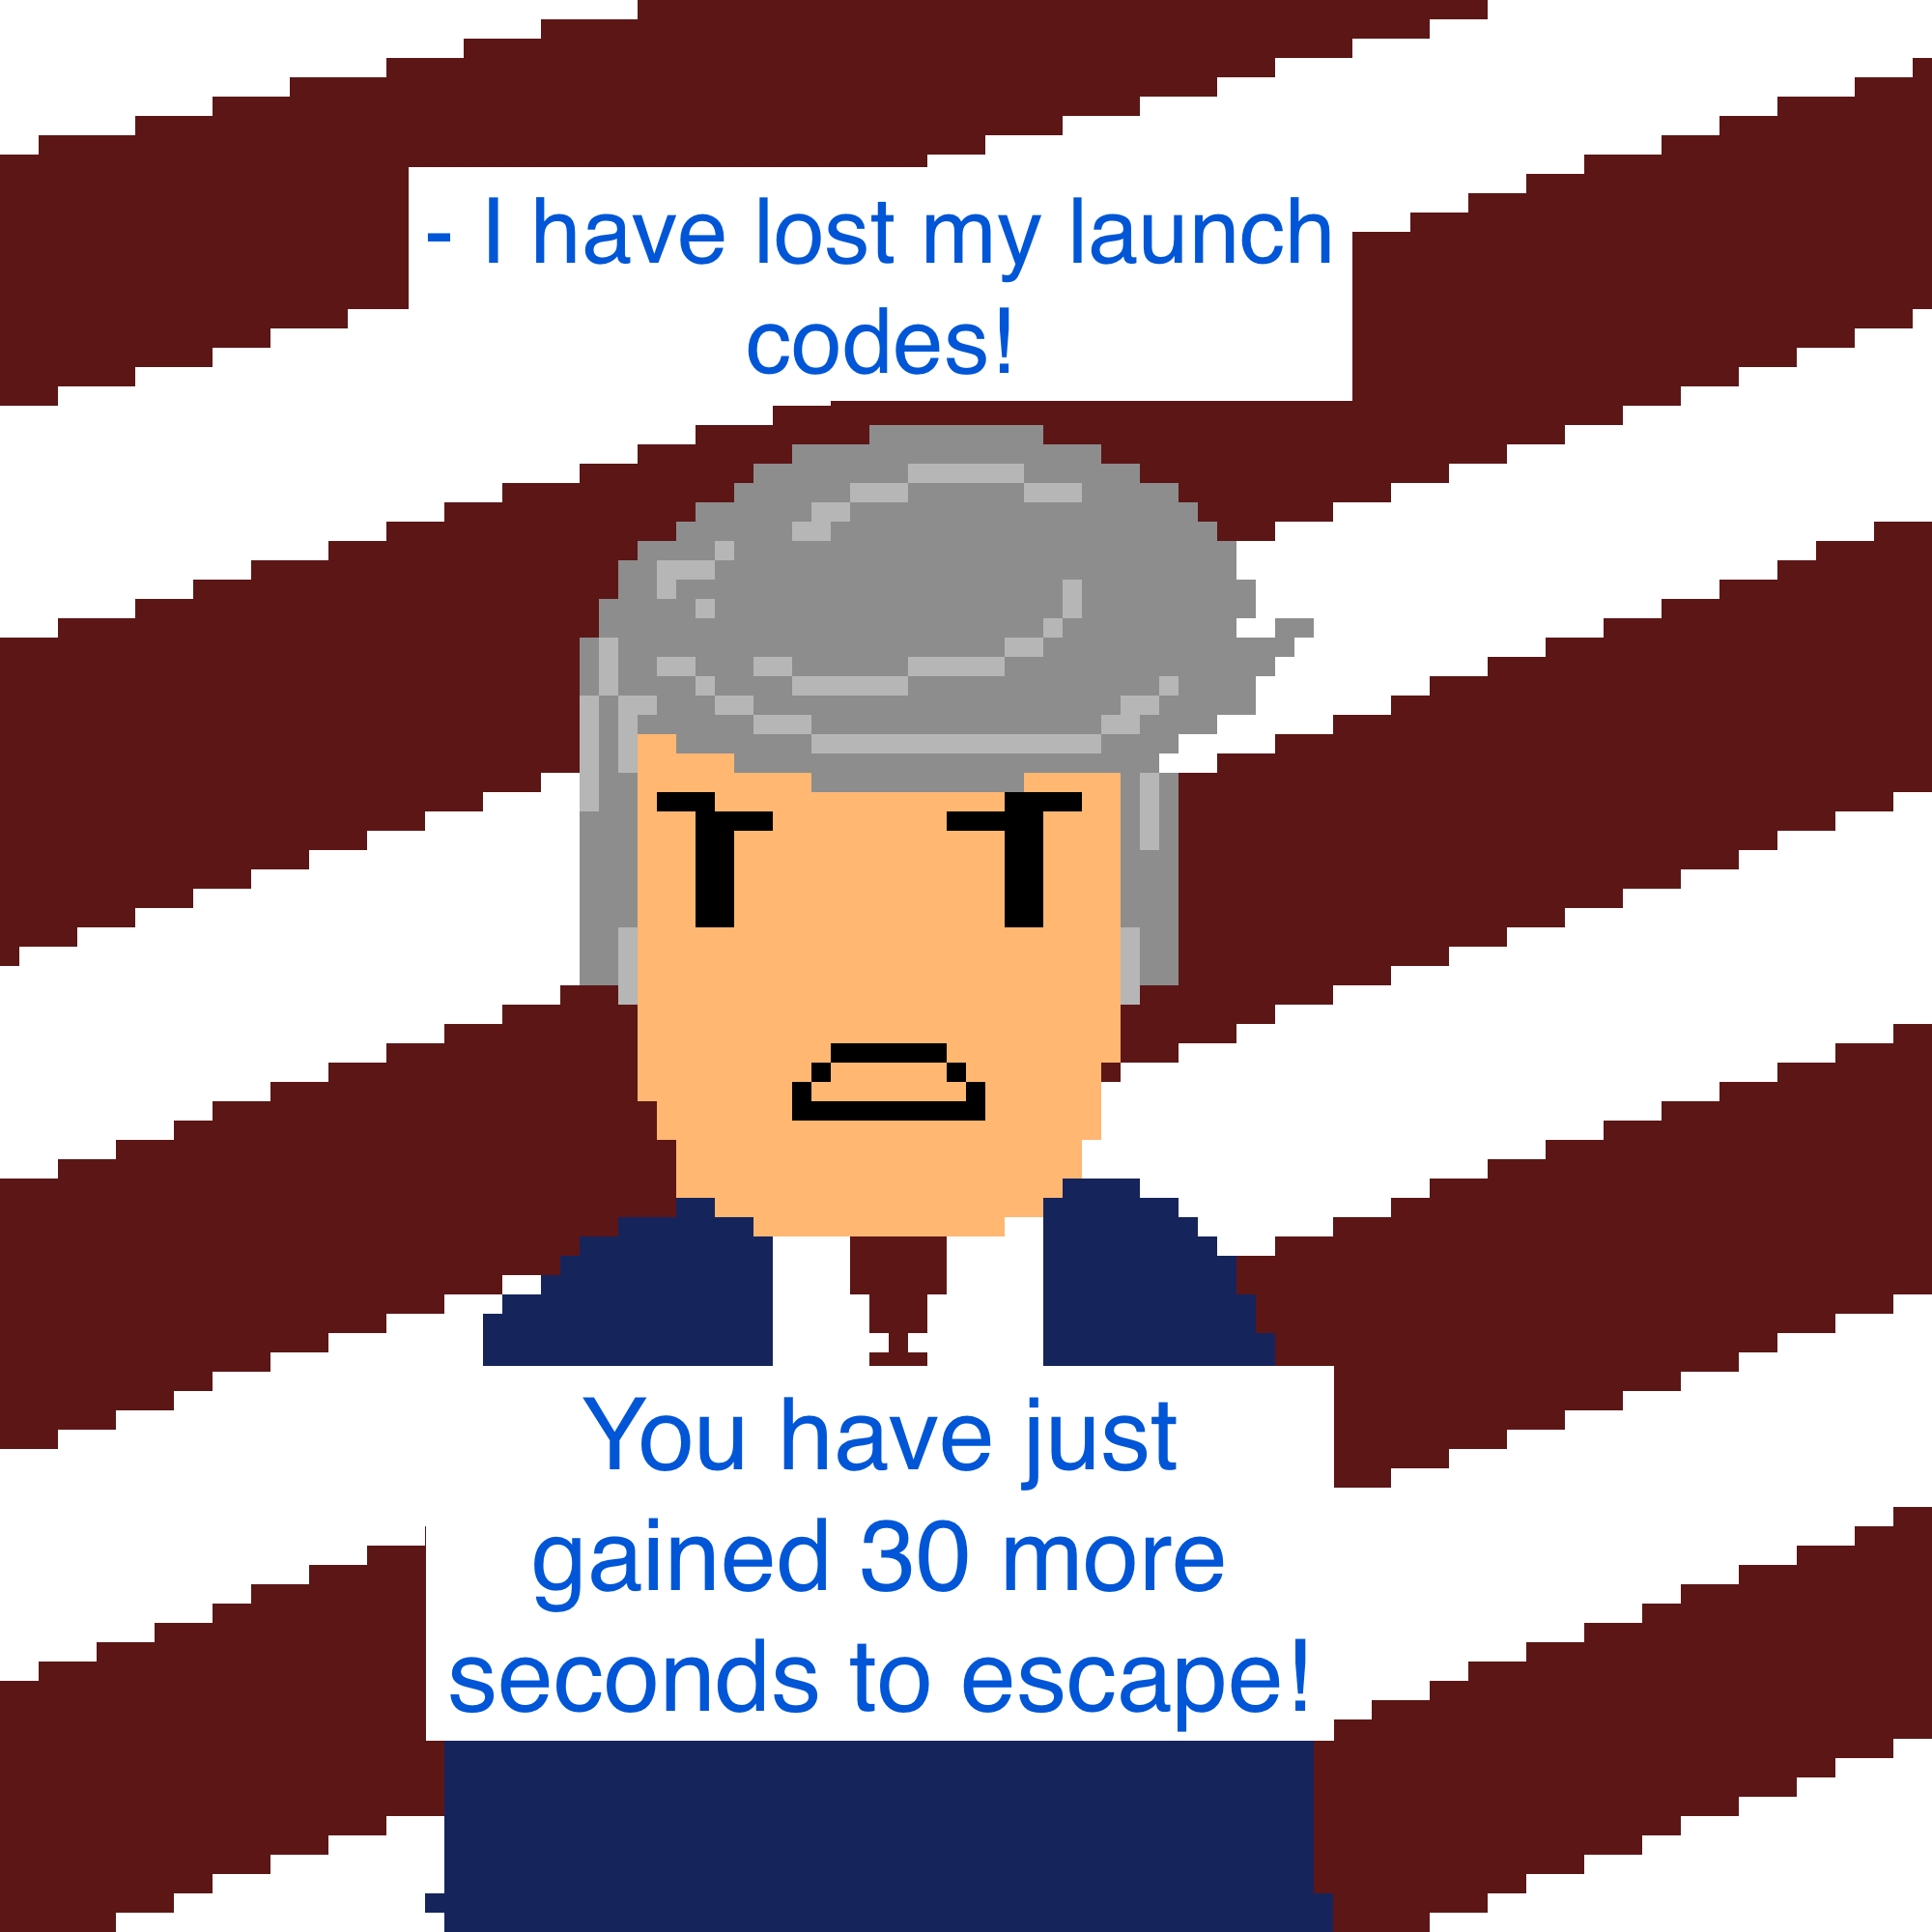 - I have lost my launch
codes!
You have just
gained 30 more
seconds to escape!